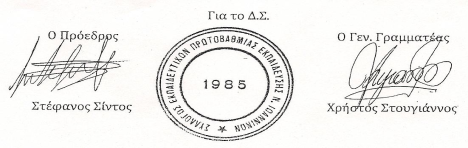 Για το Δ.Σ.
Ο Πρόεδρος
Ο Γεν. Γραμματέας
ΣΥΛΛΟΓΟΣ ΕΚΠΑΙΔΕΥΤΙΚΩΝ ΠΡΩΤΟΒΑΘΜΙΑΣ ΕΚΠΑΙΔΕΥΣΗΣ Ν. ΙΩΑΝΝΙΝΩΝ
1985
Στέφανος Σίντος
Χρήστος Στουγιάννος